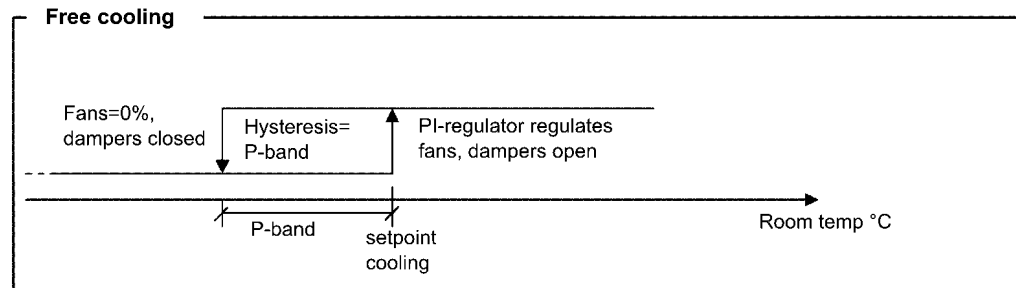 Free cooling
Fans=0%,
dampers closed
Hysteresis=
P-band
PI-regulator regulates
fans, dampers open
P-band
setpoint
cooling
Room temp °C